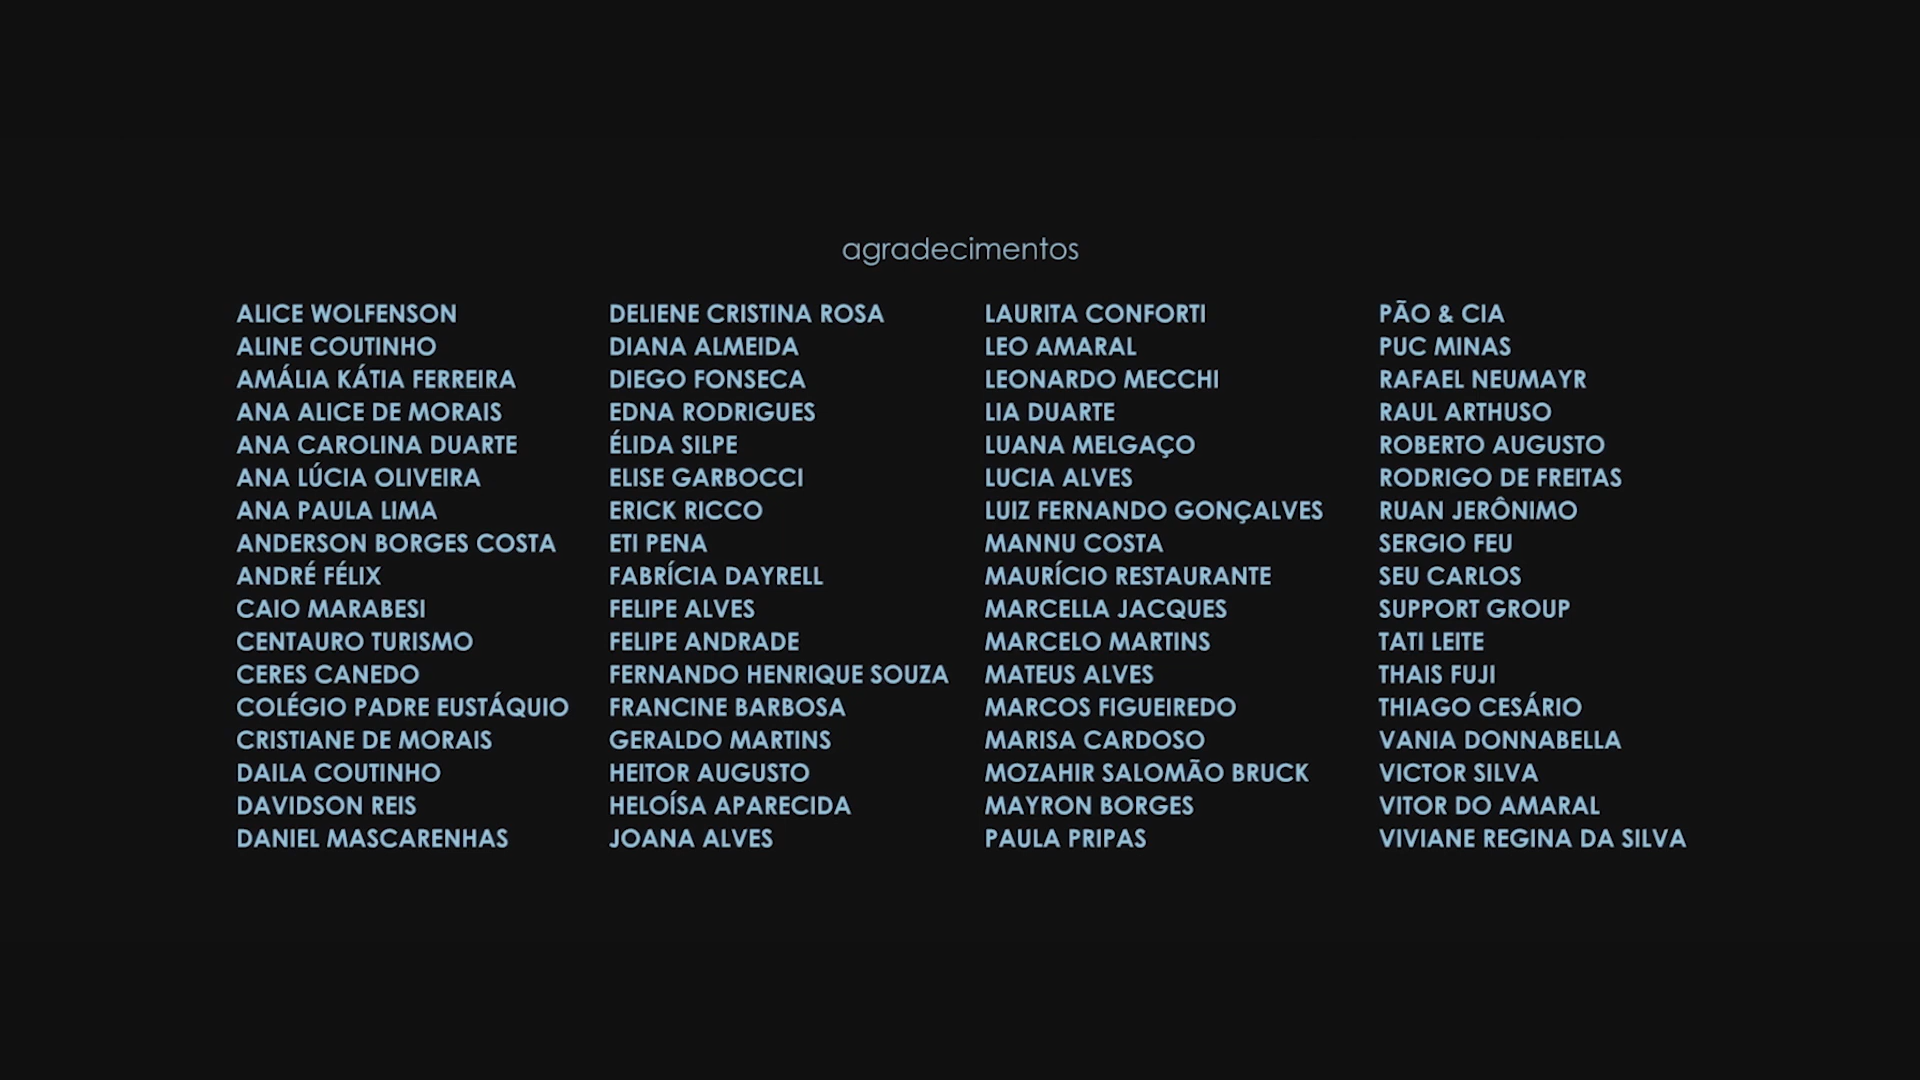 agradecimentos
ALICE WOLFENSON
ALINE COUTINHO
AMÁLIA KÁTIA FERREIRA
ANA ALICE DE MORAIS
ANA CAROLINA DUARTE
ANA LÚCIA OLIVEIRA
ANA PAULA LIMA
ANDERSON BORGES COSTA
ANDRÉ FÉLIX
CAIO MARABESI
CENTAURO TURISMO
CERES CANEDO
COLÉGIO PADRE EUSTÁQUIO
CRISTIANE DE MORAIS
DAILA COUTINHO
DAVIDSON REIS
DANIEL MASCARENHAS
DELIENE CRISTINA ROSA
DIANA ALMEIDA
DIEGO FONSECA
EDNA RODRIGUES
ÉLIDA SILPE
ELISE GARBOCCI
ERICK RICCO
ETI PENA
FABRÍCIA DAYRELL
FELIPE ALVES
FELIPE ANDRADE
FERNANDO HENRIQUE SOUZA
FRANCINE BARBOSA
GERALDO MARTINS
HEITOR AUGUSTO
HELOÍSA APARECIDA
JOANA ALVES
LAURITA CONFORTI
LEO AMARAL
LEONARDO MECCHI
LIA DUARTE
LUANA MELGAÇO
LUCIA ALVES
LUIZ FERNANDO GONÇALVES
MANNU COSTA
MAURÍCIO RESTAURANTE
MARCELLA JACQUES
MARCELO MARTINS
MATEUS ALVES
MARCOS FIGUEIREDO
MARISA CARDOSO
MOZAHIR SALOMÃO BRUCK
MAYRON BORGES
PAULA PRIPAS
PÃO & CIA
PUC MINAS
RAFAEL NEUMAYR
RAUL ARTHUSO
ROBERTO AUGUSTO
RODRIGO DE FREITAS
RUAN JERÔNIMO
SERGIO FEU
SEU CARLOS
SUPPORT GROUP
TATI LEITE
THAIS FUJI
THIAGO CESÁRIO
VANIA DONNABELLA
VICTOR SILVA
VITOR DO AMARAL
VIVIANE REGINA DA SILVA